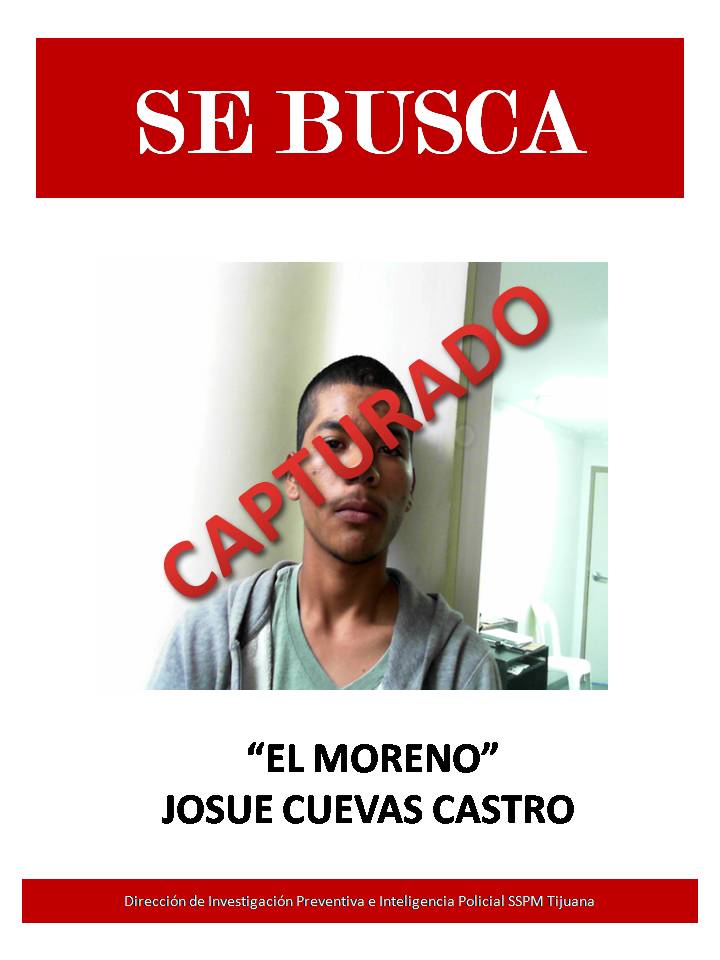 SE BUSCA
CAPTURADO
“EL MORENO”
JOSUE CUEVAS CASTRO
Dirección de Investigación Preventiva e Inteligencia Policial SSPM Tijuana